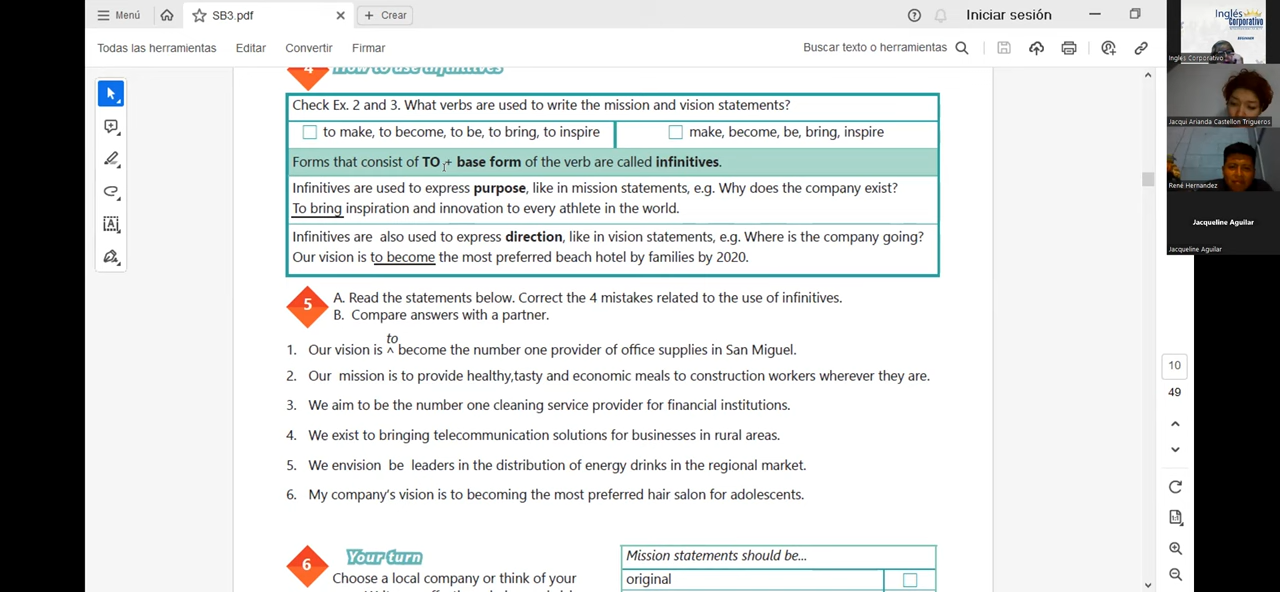 Menú
SB3.pdf
Crear
Iniciar sesión
Todas las herramientas
Editar
Convertir
Firmar
Buscar texto o herramientas
4 How to use infinitives
Check Ex. 2 and 3. What verbs are used to write the mission and vision statements?
to make, to become, to be, to bring, to inspire
make, become, be, bring, inspire
Forms that consist of TO + base form of the verb are called infinitives.
Infinitives are used to express purpose, like in mission statements, e.g. Why does the company exist?
To bring inspiration and innovation to every athlete in the world.
Infinitives are also used to express direction, like in vision statements, e.g. Where is the company going?
Our vision is to become the most preferred beach hotel by families by 2020.
5
A. Read the statements below. Correct the 4 mistakes related to the use of infinitives.
B. Compare answers with a partner.
to
1. Our vision is ^ become the number one provider of office supplies in San Miguel.
2. Our mission is to provide healthy,tasty and economic meals to construction workers wherever they are.
3. We aim to be the number one cleaning service provider for financial institutions.
4. We exist to bringing telecommunication solutions for businesses in rural areas.
5. We envision be leaders in the distribution of energy drinks in the regional market.
6. My company's vision is to becoming the most preferred hair salon for adolescents.
6 Your turn
Choose a local company or think of your
Mission statements should be...
original
10
49
Inglés
Corporativo
BEGINNER
Inglés Corporativo
Jacqui Arianda Castellon Trigueros
René Hernandez
Jacqueline Aguilar
Jacqueline Aguilar